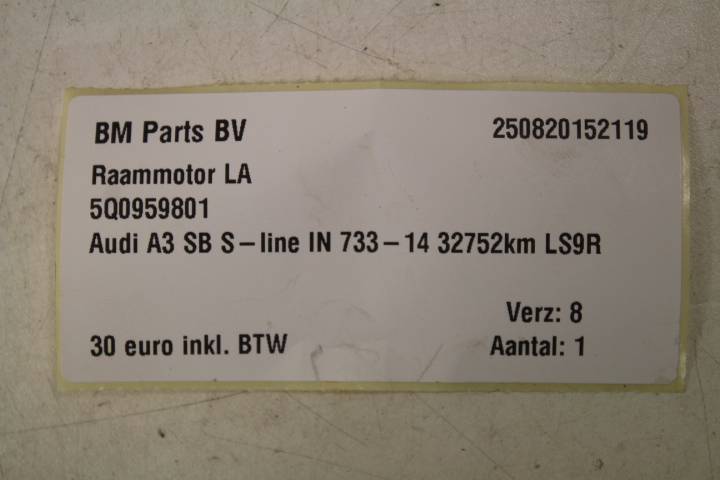 BM Parts BV 250820152119
Raammotor LA
5Q0959801
Audi A3 SB S-line IN 733-14 32752km LS9R
Verz: 8
30 euro inkl. BTW Aantal: 1